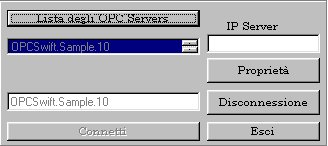 Lista degli OPC Servers
IP Server
OPCSwift.Sample.10
Proprietà
OPCSwift.Sample.10
Disconnessione
Connetti
Esci